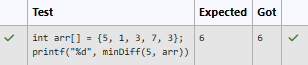 Test Expected Got
int arr[] = {5, 1, 3, 7, 3}; 6 6
printf("%d", minDiff(5, arr))